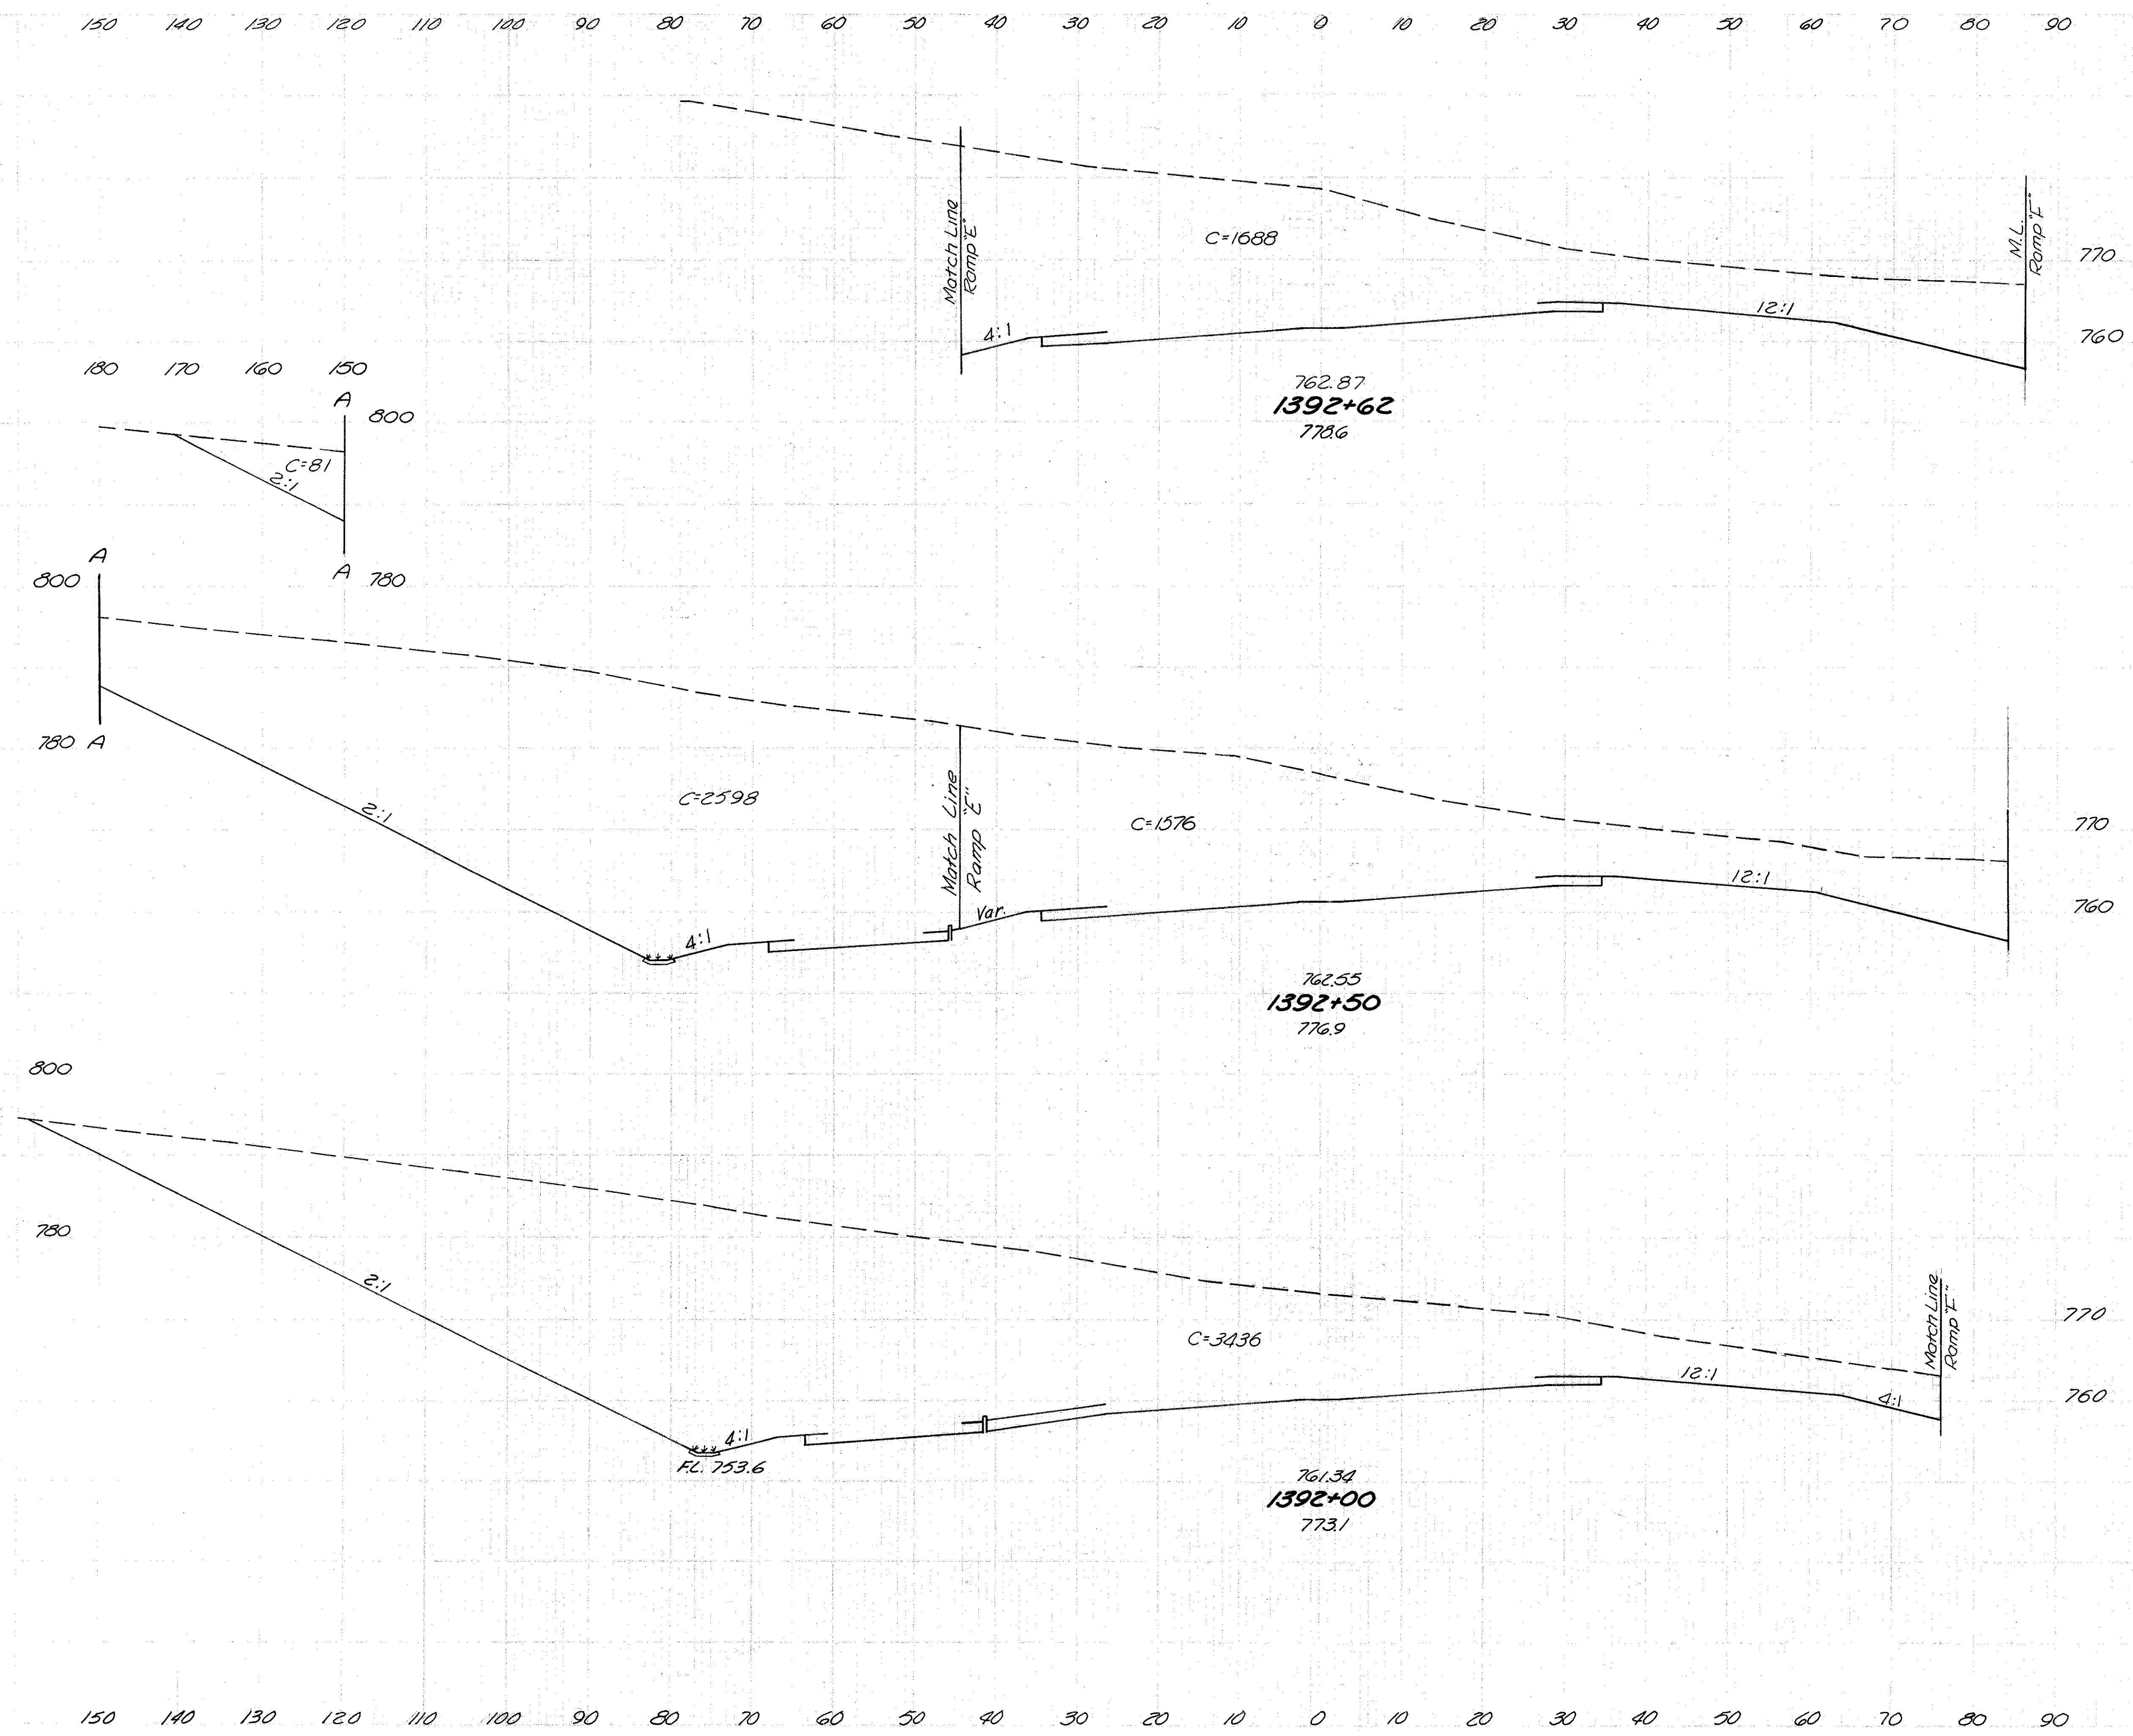 150 140 130 120 110 100 90 80 70 60 50 40 30 20 10 0 10 20 30 40 50 60 70 80 90
Match Line
Ramp "E"
C=1688
M.L.
Ramp "F"
770
12:1
4:1
760
762.87
1392+62
778.6
180 170 160 150
A
800
C=81
2:1
A 780
A
800
780 A
2:1
C=2598
Match Line
Ramp "E"
C=1576
770
12:1
Var.
760
4:1
762.55
1392+50
776.9
800
780
2:1
C=3436
Match Line
Ramp "F"
770
12:1
4:1
760
4:1
F.L. 753.6
761.34
1392+00
773.1
150 140 130 120 110 100 90 80 70 60 50 40 30 20 10 0 10 20 30 40 50 60 70 80 90